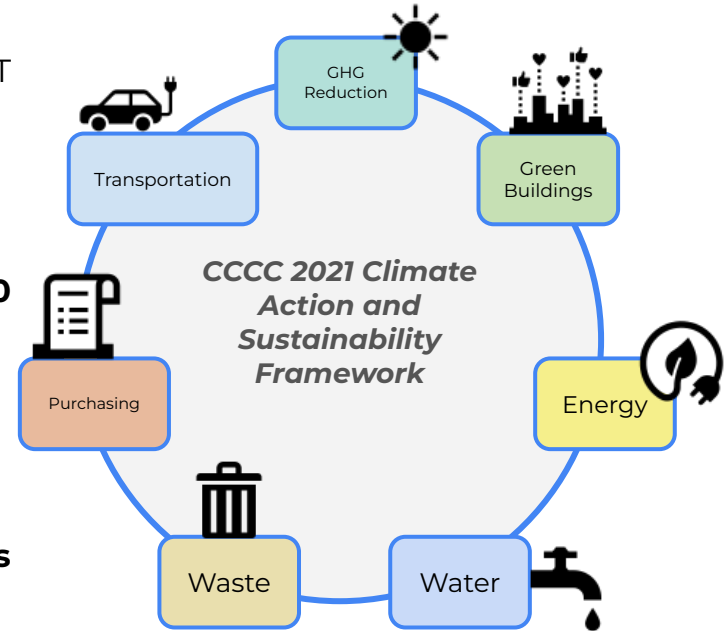 T
GHG
Reduction
Transportation
Green
Buildings
CCCC 2021 Climate
Action and
Sustainability
Framework
Purchasing
Energy
Waste
Water
s